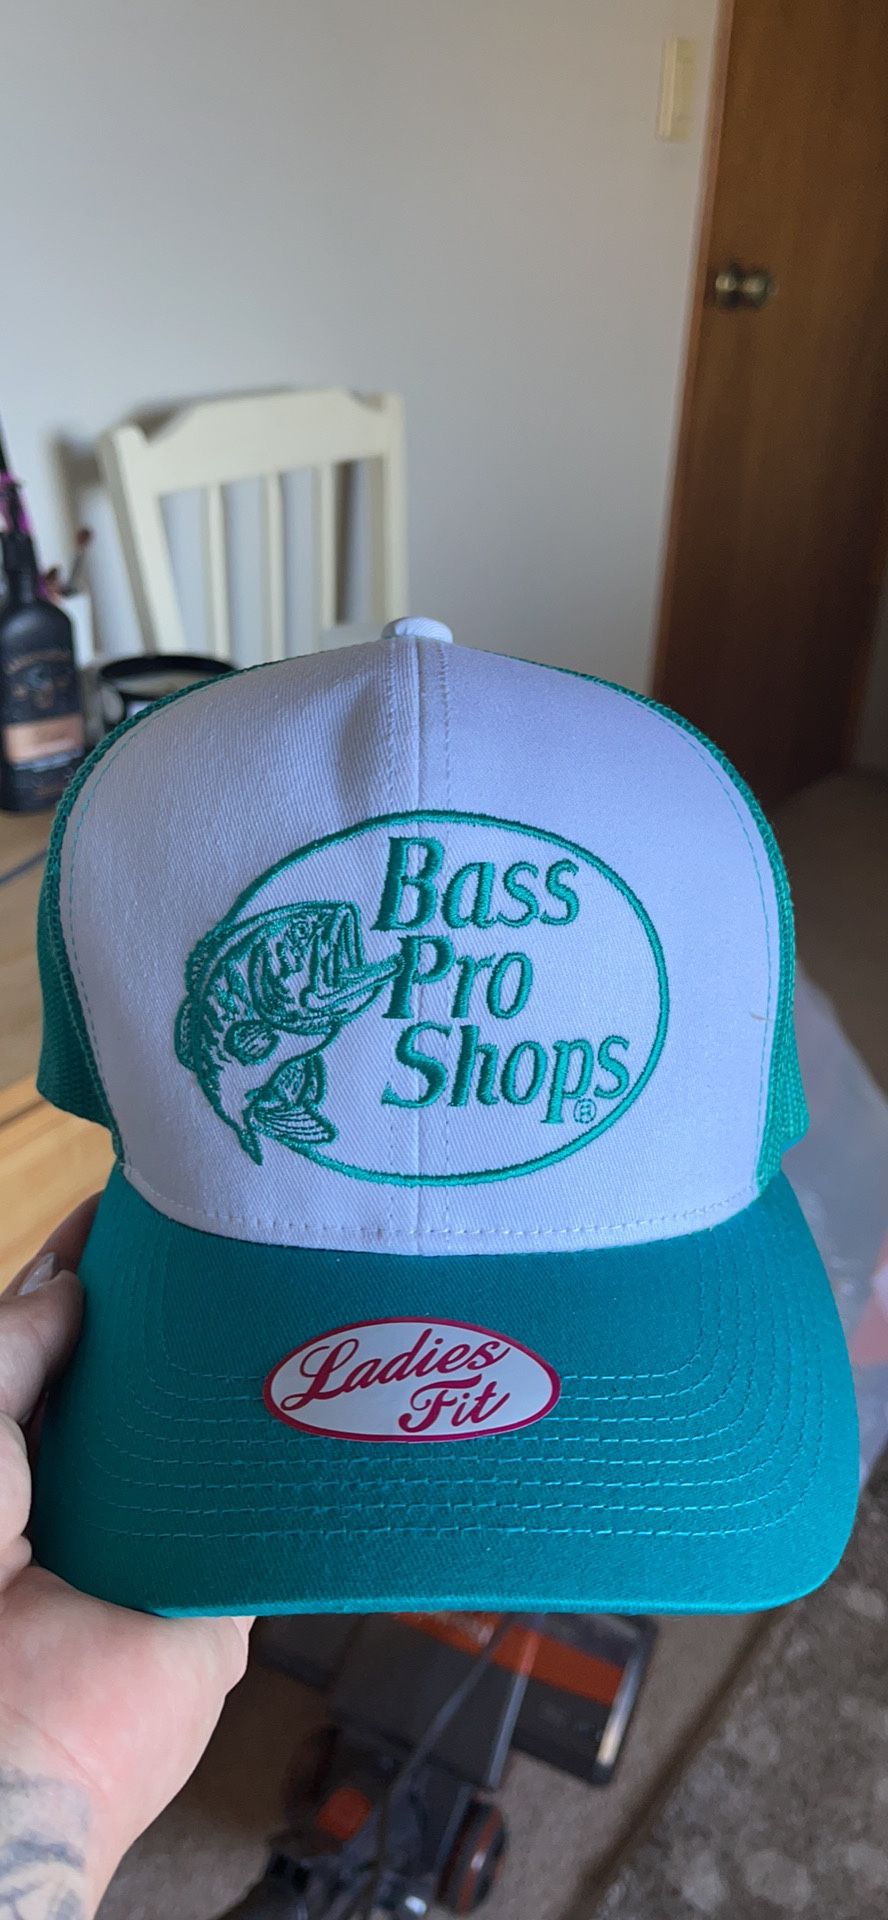 Bass
Pro
Shops®
Ladies
Fit